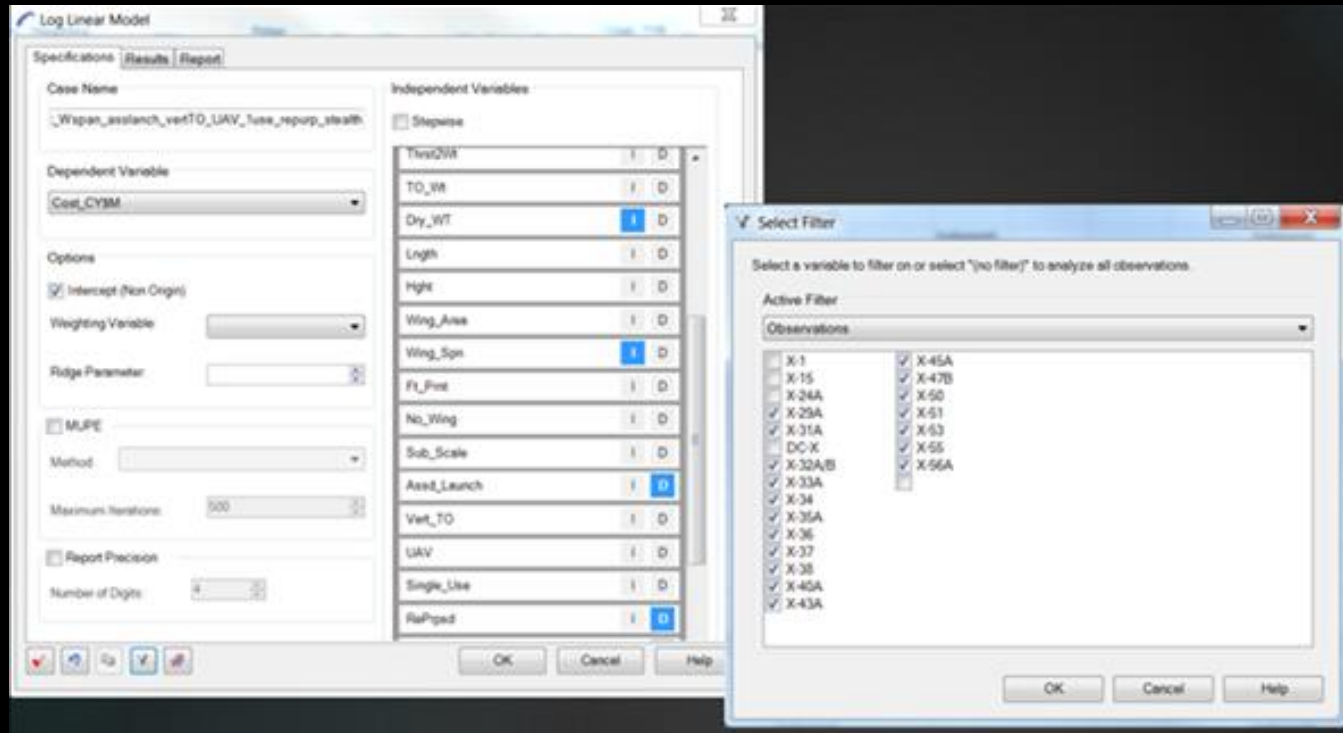 Log Linear Model
Specifications Results Report
Case Name
:_Wspan_asslanch_vertTO_UAV_1use_repurp_stealth
Dependent Variable
Cost_CY$M
Options
Intercept (Non Origin)
Weighting Variable:
Ridge Parameter:
MUPE
Method:
Maximum Iterations: 500
Report Precision
Number of Digits: 4
Independent Variables
Stepwise
Thrst2Wt I D
TO_Wt I D
Dry_WT I D
Lngth I D
Hght I D
Wing_Area I D
Wing_Spn I D
Ft_Prnt I D
No_Wing I D
Sub_Scale I D
Assd_Launch I D
Vert_TO I D
UAV I D
Single_Use I D
RePrpsd I D
OK Cancel Help
Select Filter
Select a variable to filter on or select "(no filter)" to analyze all observations.
Active Filter
Observations
X-1
X-15
X-24A
X-29A
X-31A
DC-X
X-32A/B
X-33A
X-34
X-35A
X-36
X-37
X-38
X-40A
X-43A
X-45A
X-47B
X-50
X-51
X-53
X-55
X-56A
OK Cancel Help